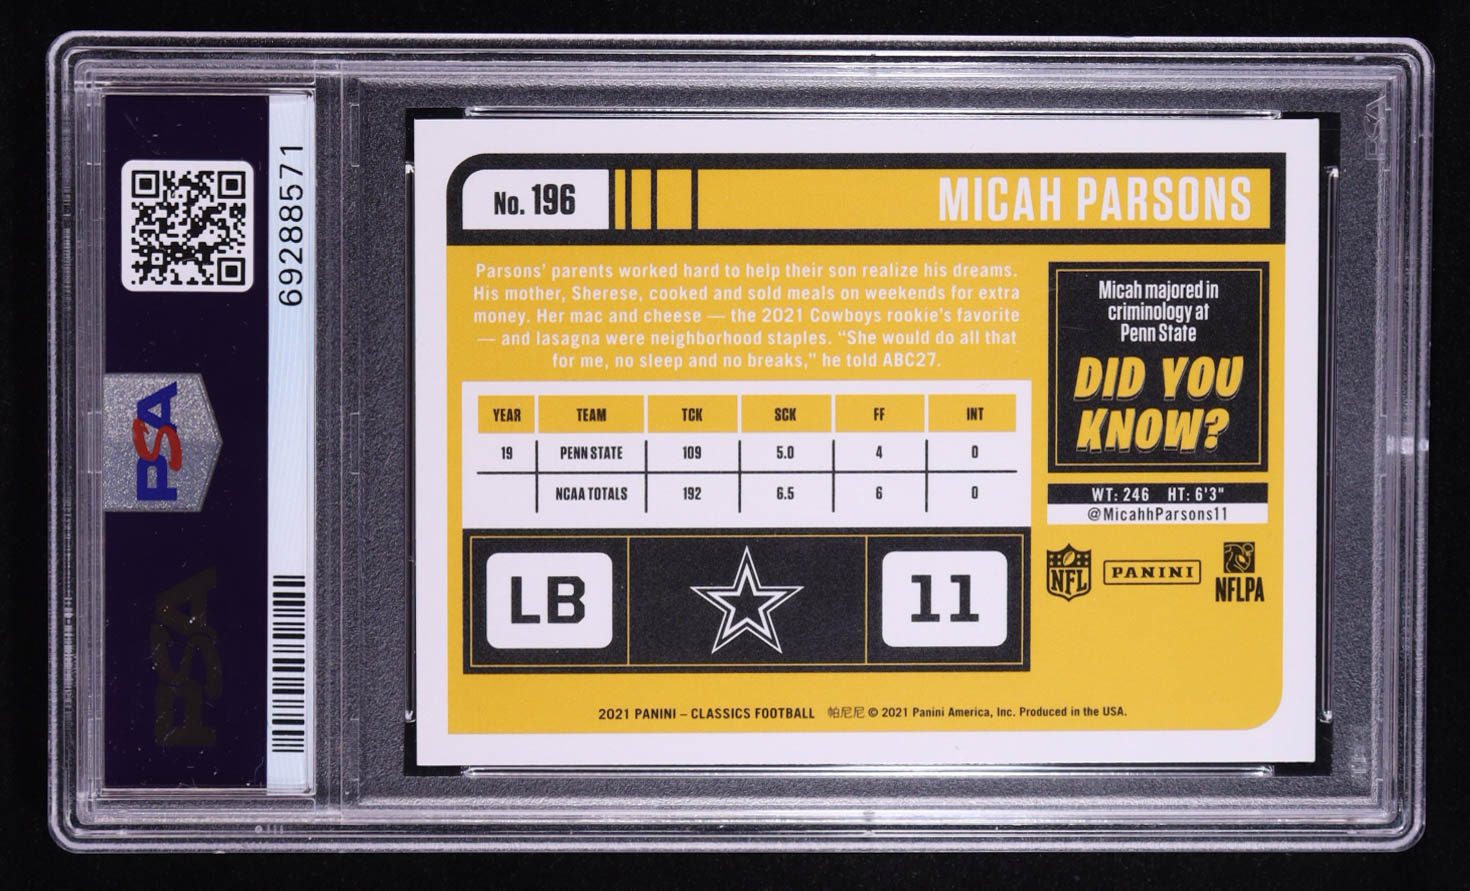 PSA
69288571
PSA
No. 196
MICAH PARSONS
Parsons' parents worked hard to help their son realize his dreams.
His mother, Sherese, cooked and sold meals on weekends for extra
money. Her mac and cheese — the 2021 Cowboys rookie's favorite
— and lasagna were neighborhood staples. “She would do all that
for me, no sleep and no breaks,” he told ABC27.
Micah majored in
criminology at
Penn State
DID YOU
KNOW?
YEAR TEAM TCK SCK FF INT
19 PENN STATE 109 5.0 4 0
NCAA TOTALS 192 6.5 6 0
WT: 246 HT: 6'3"
@MicahhParsons11
LB
11
NFL
PANINI
NFLPA
2021 PANINI – CLASSICS FOOTBALL 帕尼尼 © 2021 Panini America, Inc. Produced in the USA.
PSA